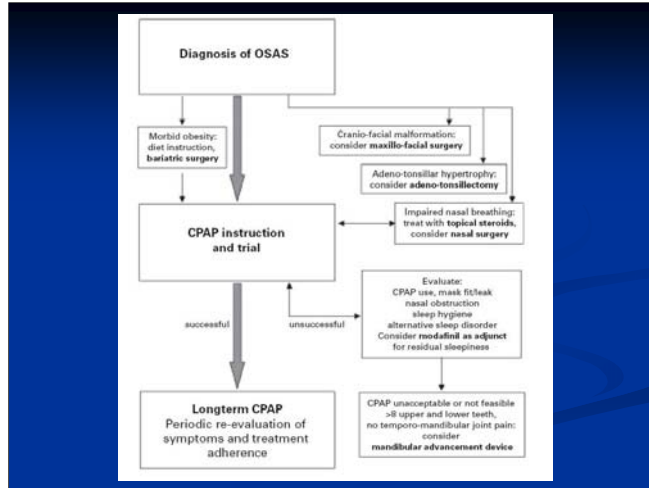 Diagnosis of OSAS
Morbid obesity:
diet instruction,
bariatric surgery
Cranio-facial malformation:
consider maxillo-facial surgery
Adeno-tonsillar hypertrophy:
consider adeno-tonsillectomy
Impaired nasal breathing:
treat with topical steroids,
consider nasal surgery
CPAP instruction
and trial
successful
unsuccessful
Evaluate:
CPAP use, mask fit/leak
nasal obstruction
sleep hygiene
alternative sleep disorder
Consider modafinil as adjunct
for residual sleepiness
Longterm CPAP
Periodic re-evaluation of
symptoms and treatment
adherence
CPAP unacceptable or not feasible
>8 upper and lower teeth,
no temporo-mandibular joint pain:
consider
mandibular advancement device